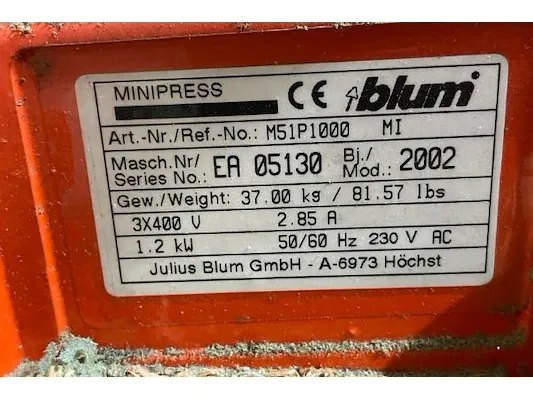 MINIPRESS CE blum
Art.-Nr./Ref.-No.: M51P1000 MI
Masch.Nr/ Series No.: EA 05130 Bj./ Mod.: 2002
Gew./Weight: 37.00 kg / 81.57 lbs
3X400 V 2.85 A
1.2 kW 50/60 Hz 230 V AC
Julius Blum GmbH - A-6973 Höchst